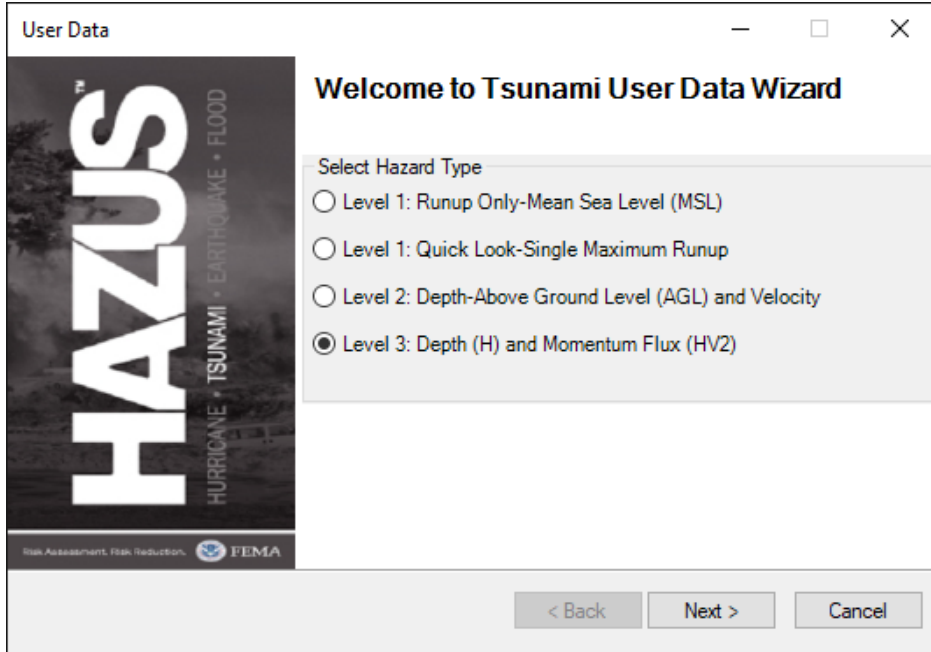 User Data
HAZUS™
HURRICANE • TSUNAMI • EARTHQUAKE • FLOOD
Risk Assessment. Risk Reduction.
FEMA
Welcome to Tsunami User Data Wizard
Select Hazard Type
Level 1: Runup Only-Mean Sea Level (MSL)
Level 1: Quick Look-Single Maximum Runup
Level 2: Depth-Above Ground Level (AGL) and Velocity
Level 3: Depth (H) and Momentum Flux (HV2)
< Back
Next >
Cancel